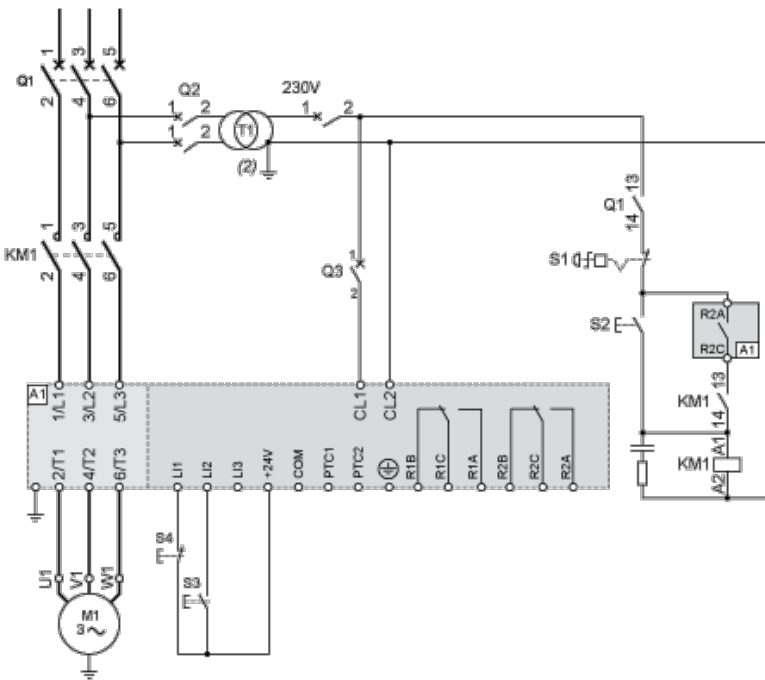 1 3 5
Q1
2 4 6
Q2
1 2
1 2
T1
(2)
230V
1 2
13
Q1
14
KM1
1 3 5
2 4 6
Q3
1
2
S1
S2
R2A
R2C A1
13
KM1
14
A1
KM1
A2
A1
1/L1 3/L2 5/L3
CL1 CL2
2/T1 4/T2 6/T3
LI1 LI2 LI3 +24V COM PTC1 PTC2 R1B R1C R1A R2B R2C R2A
S4
S3
U1 V1 W1
M1
3 ~